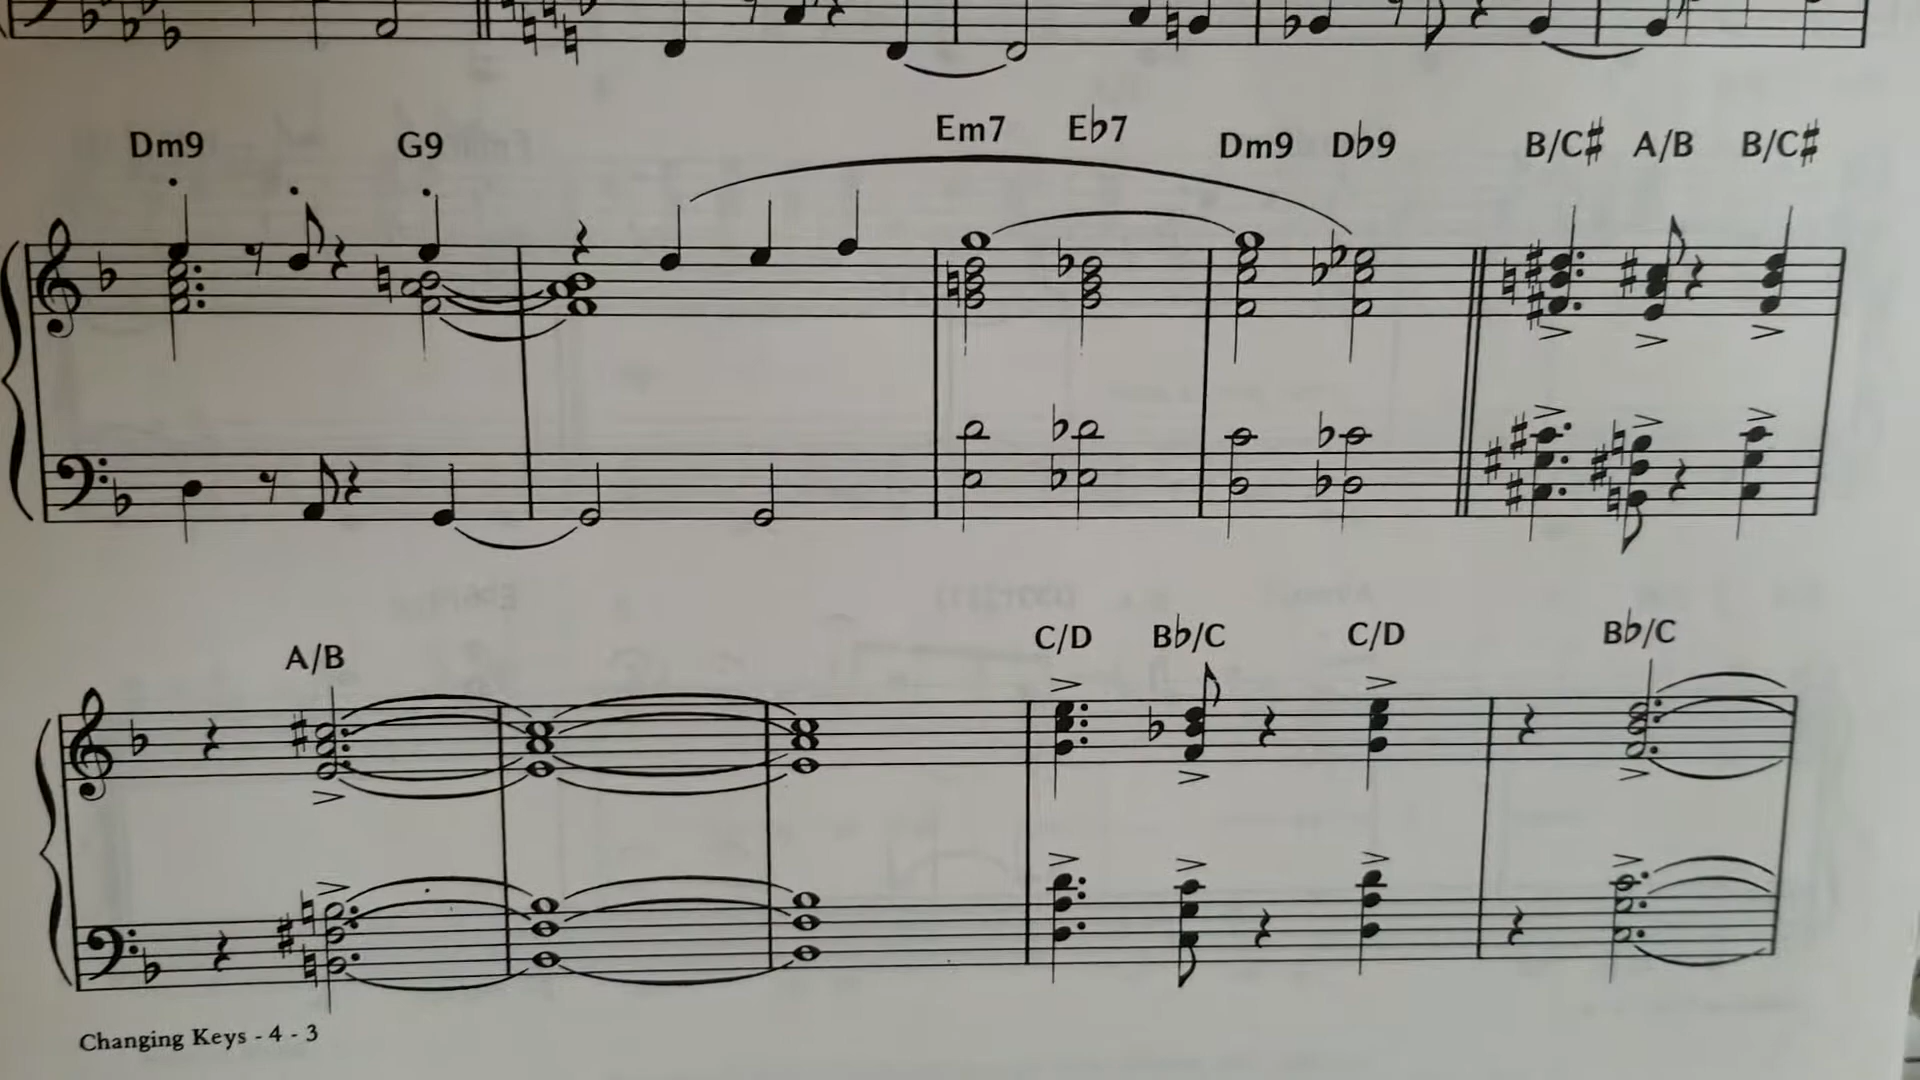 Dm9 G9 Em7 E♭7 Dm9 D♭9 B/C♯ A/B B/C♯
A/B C/D B♭/C C/D B♭/C
Changing Keys - 4 - 3